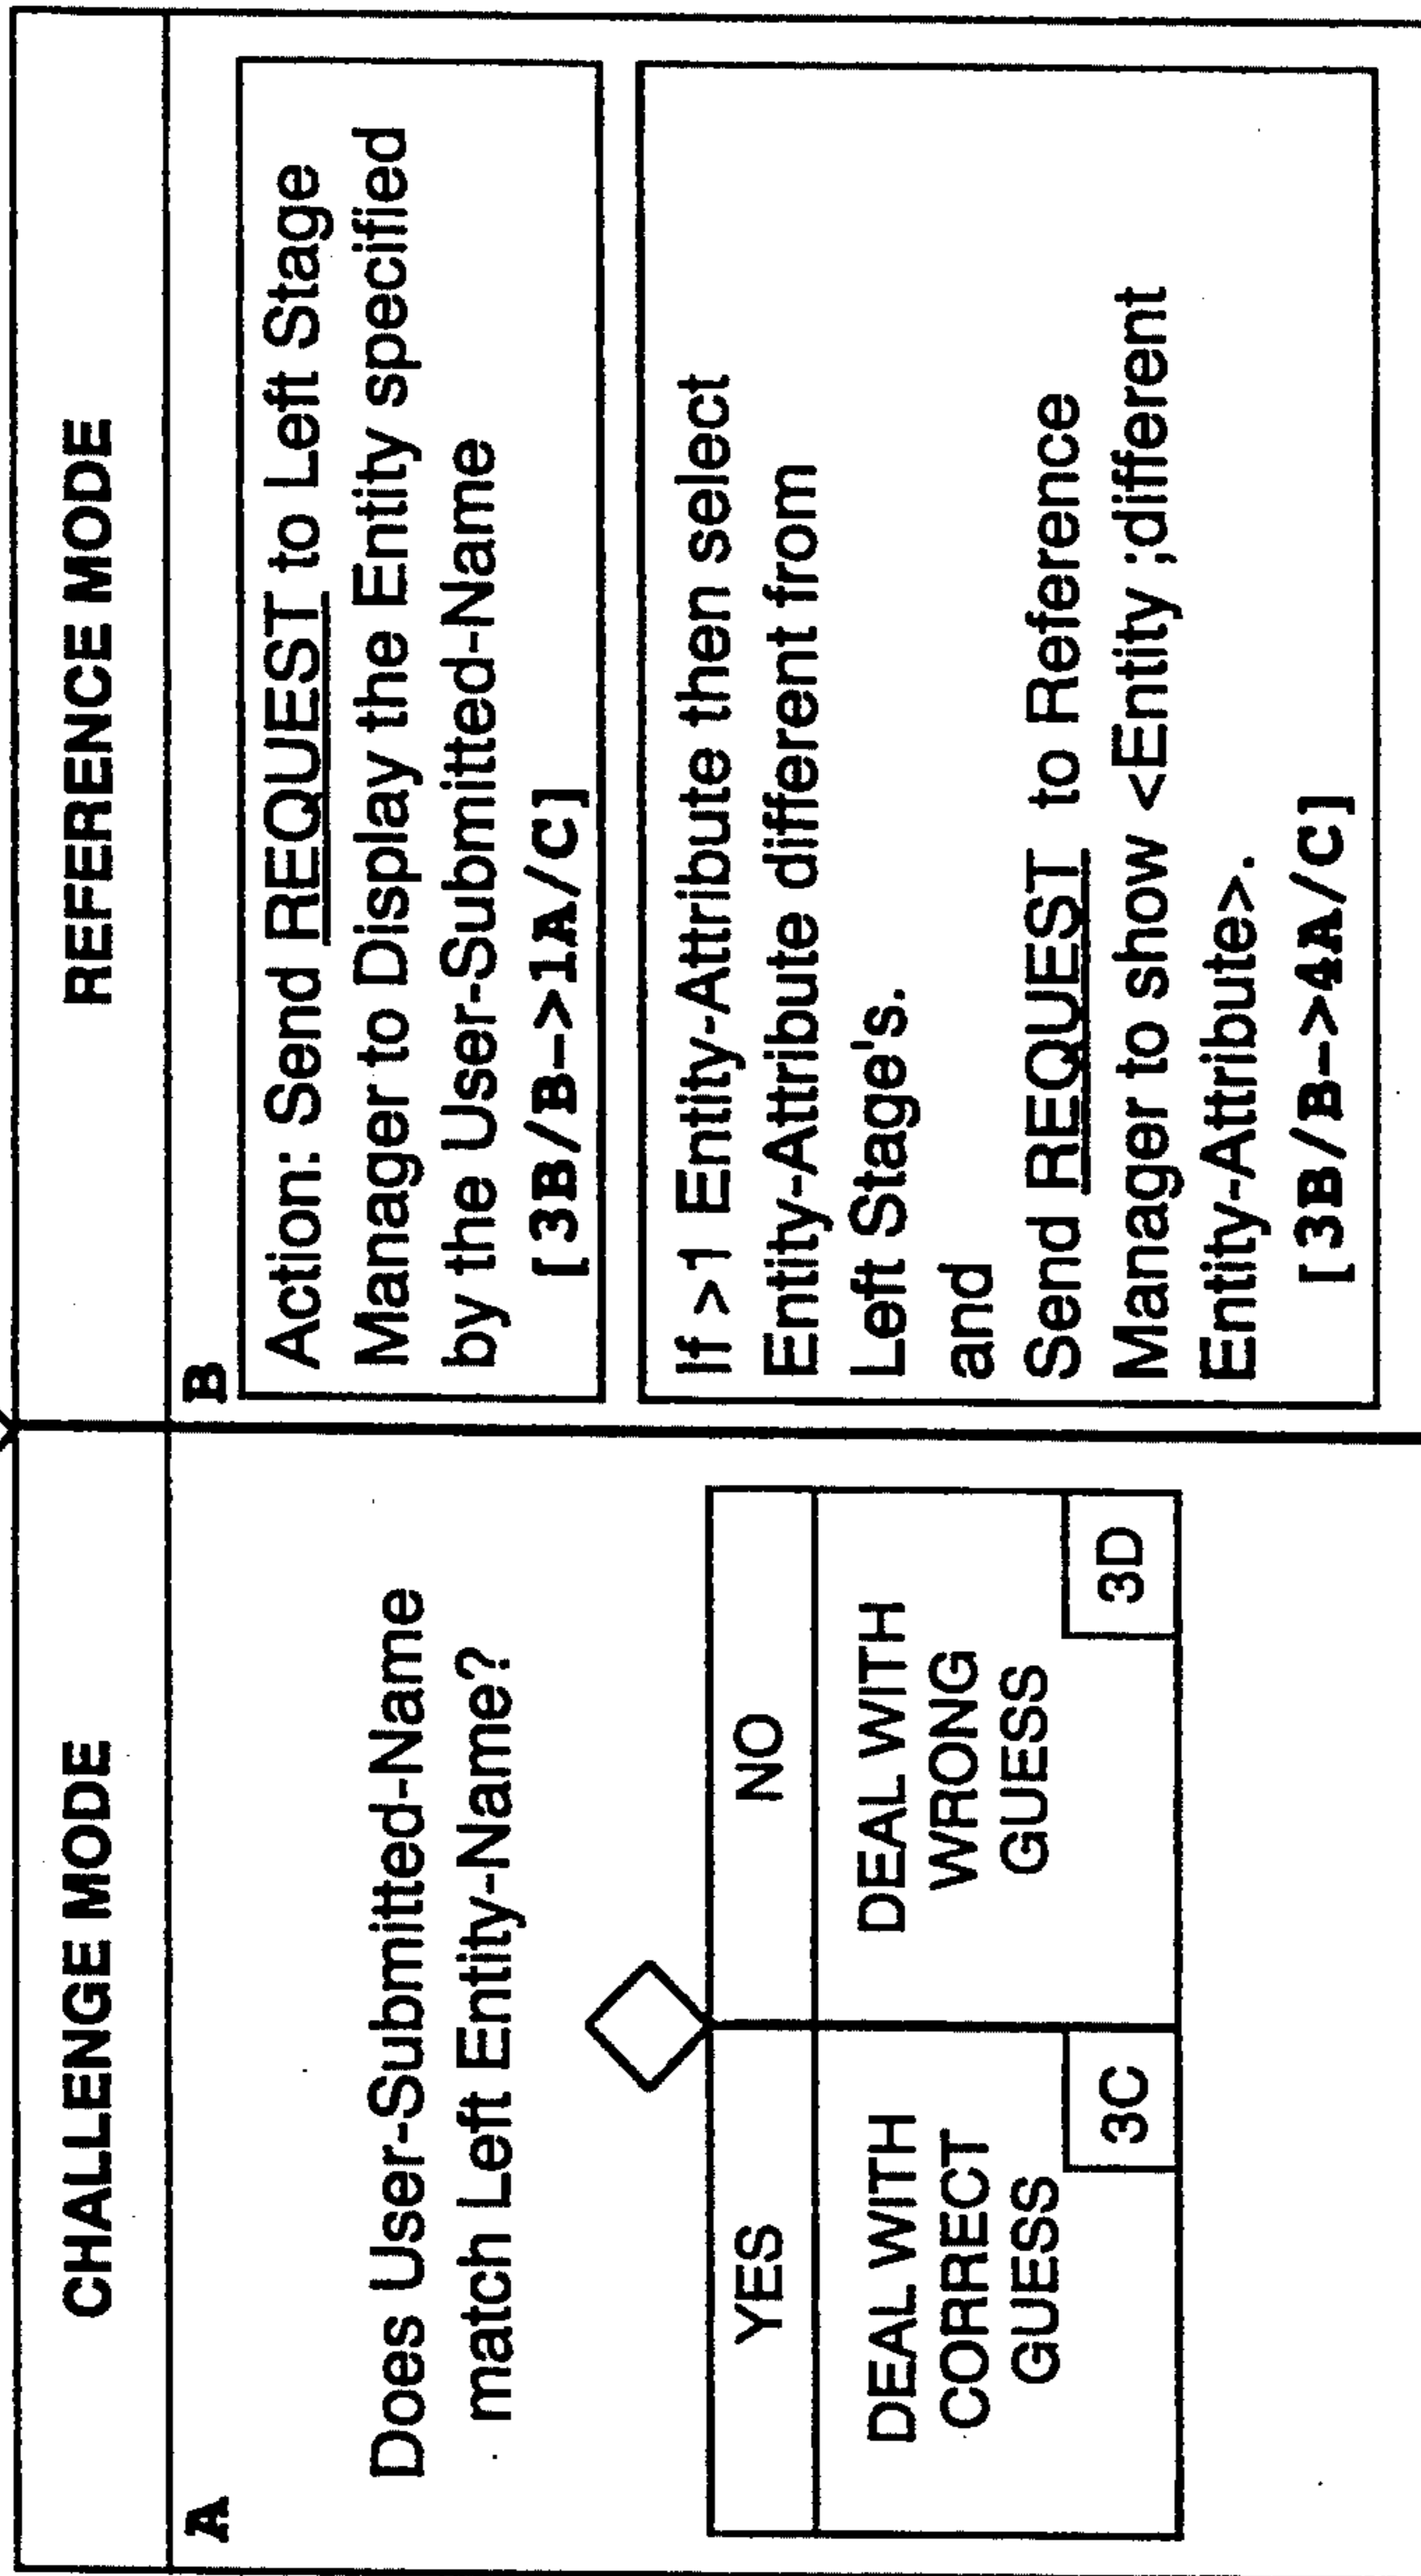 CHALLENGE MODE
A
Does User-Submitted-Name
match Left Entity-Name?
YES
NO
DEAL WITH
CORRECT
GUESS
3C
DEAL WITH
WRONG
GUESS
3D
REFERENCE MODE
B
Action: Send REQUEST to Left Stage
Manager to Display the Entity specified
by the User-Submitted-Name
[3B/B->1A/C]
If >1 Entity-Attribute then select
Entity-Attribute different from
Left Stage's.
and
Send REQUEST to Reference
Manager to show <Entity ;different
Entity-Attribute>.
[3B/B->4A/C]